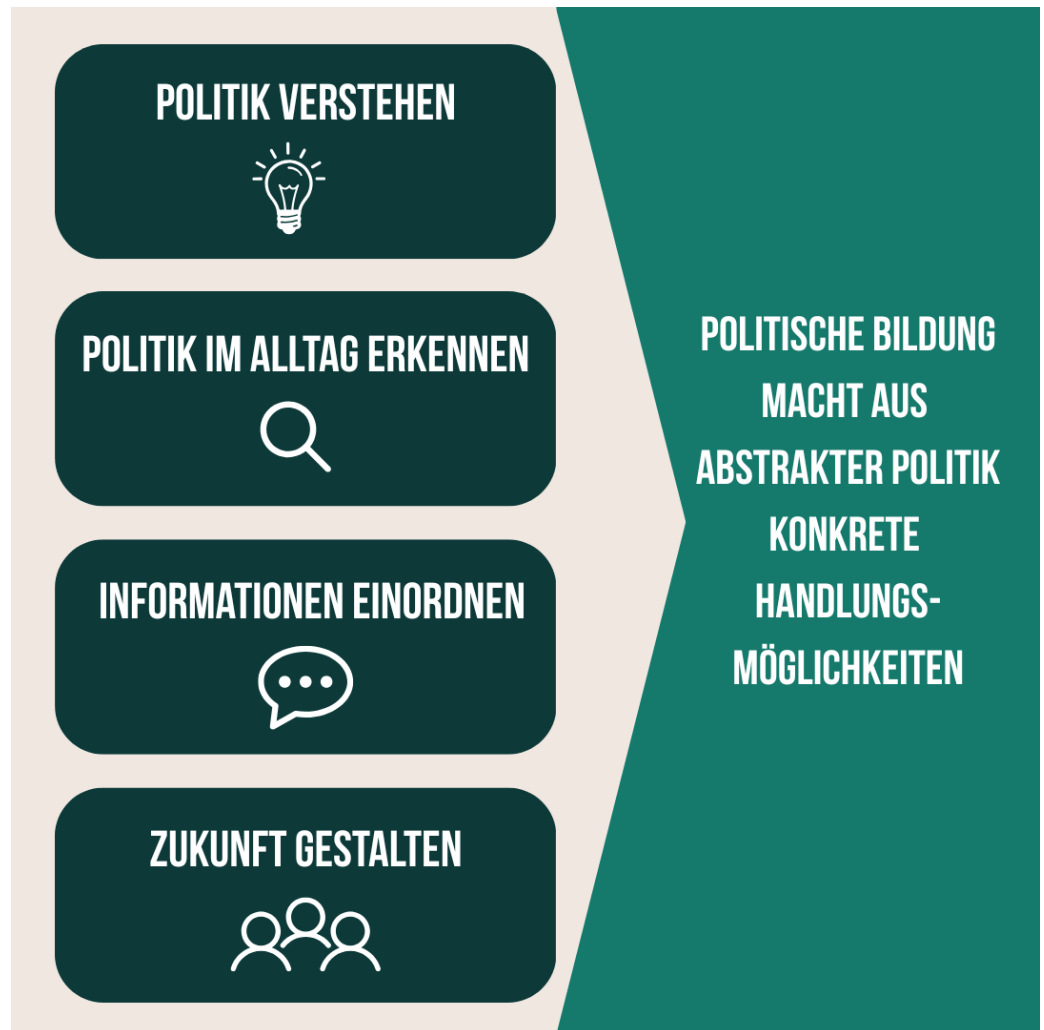 POLITIK VERSTEHEN
POLITIK IM ALLTAG ERKENNEN
INFORMATIONEN EINORDNEN
ZUKUNFT GESTALTEN
POLITISCHE BILDUNG
MACHT AUS
ABSTRAKTER POLITIK
KONKRETE
HANDLUNGS-
MÖGLICHKEITEN